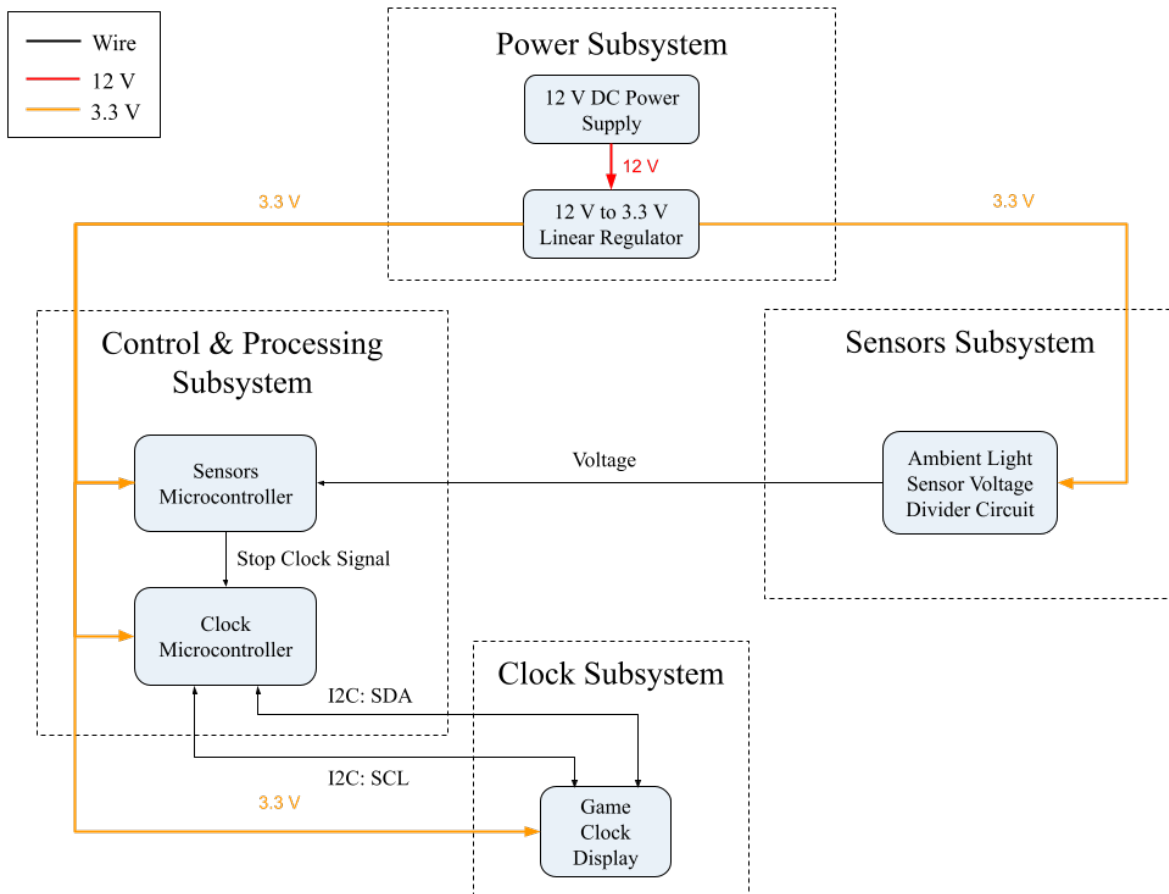 Wire
12 V
3.3 V
Power Subsystem
12 V DC Power
Supply
12 V
3.3 V
12 V to 3.3 V
Linear Regulator
3.3 V
Control & Processing
Subsystem
Sensors Subsystem
Sensors
Microcontroller
Voltage
Ambient Light
Sensor Voltage
Divider Circuit
Stop Clock Signal
Clock
Microcontroller
Clock Subsystem
I2C: SDA
I2C: SCL
3.3 V
Game
Clock
Display